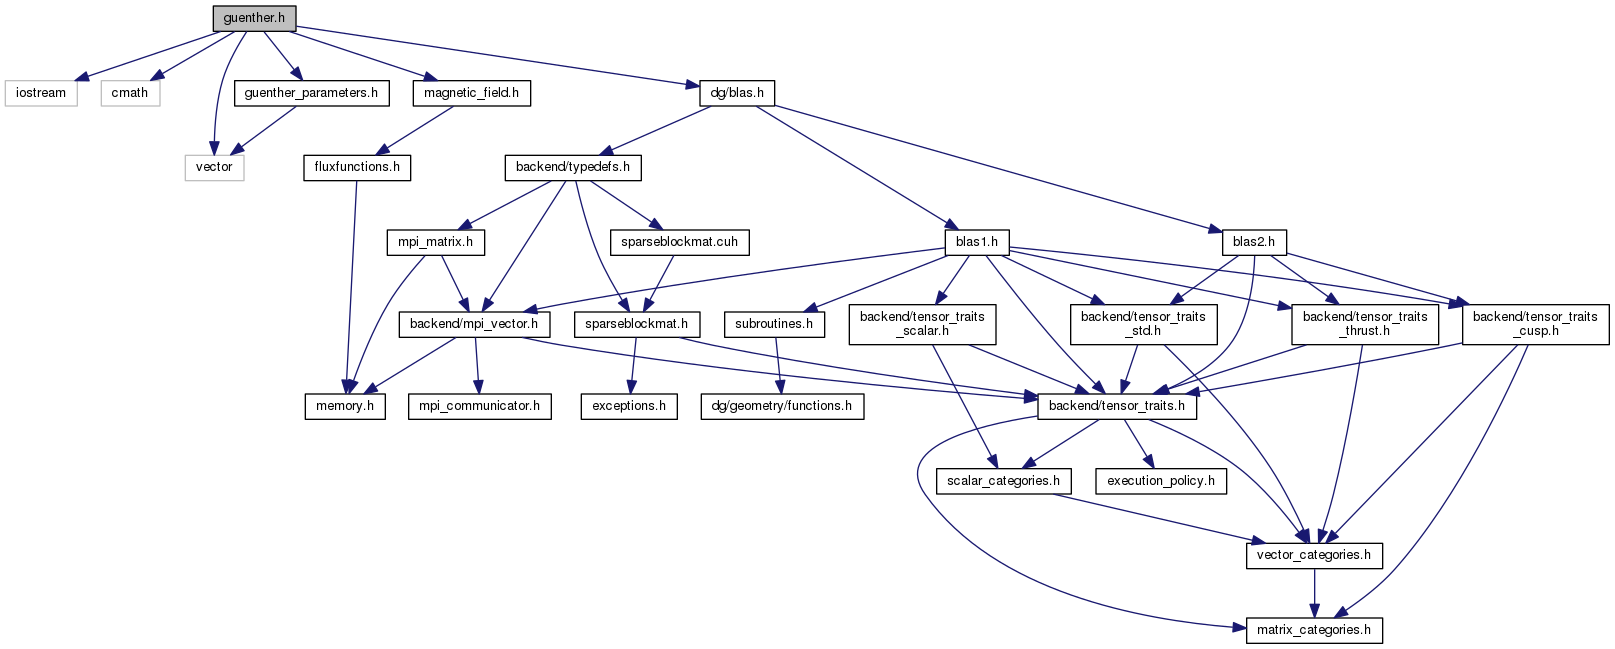 guenther.h
iostream
cmath
guenther_parameters.h
magnetic_field.h
dg/blas.h
vector
fluxfunctions.h
backend/typedefs.h
mpi_matrix.h
sparseblockmat.cuh
blas1.h
blas2.h
backend/mpi_vector.h
sparseblockmat.h
subroutines.h
backend/tensor_traits
_scalar.h
backend/tensor_traits
_std.h
backend/tensor_traits
_thrust.h
backend/tensor_traits
_cusp.h
memory.h
mpi_communicator.h
exceptions.h
dg/geometry/functions.h
backend/tensor_traits.h
scalar_categories.h
execution_policy.h
vector_categories.h
matrix_categories.h